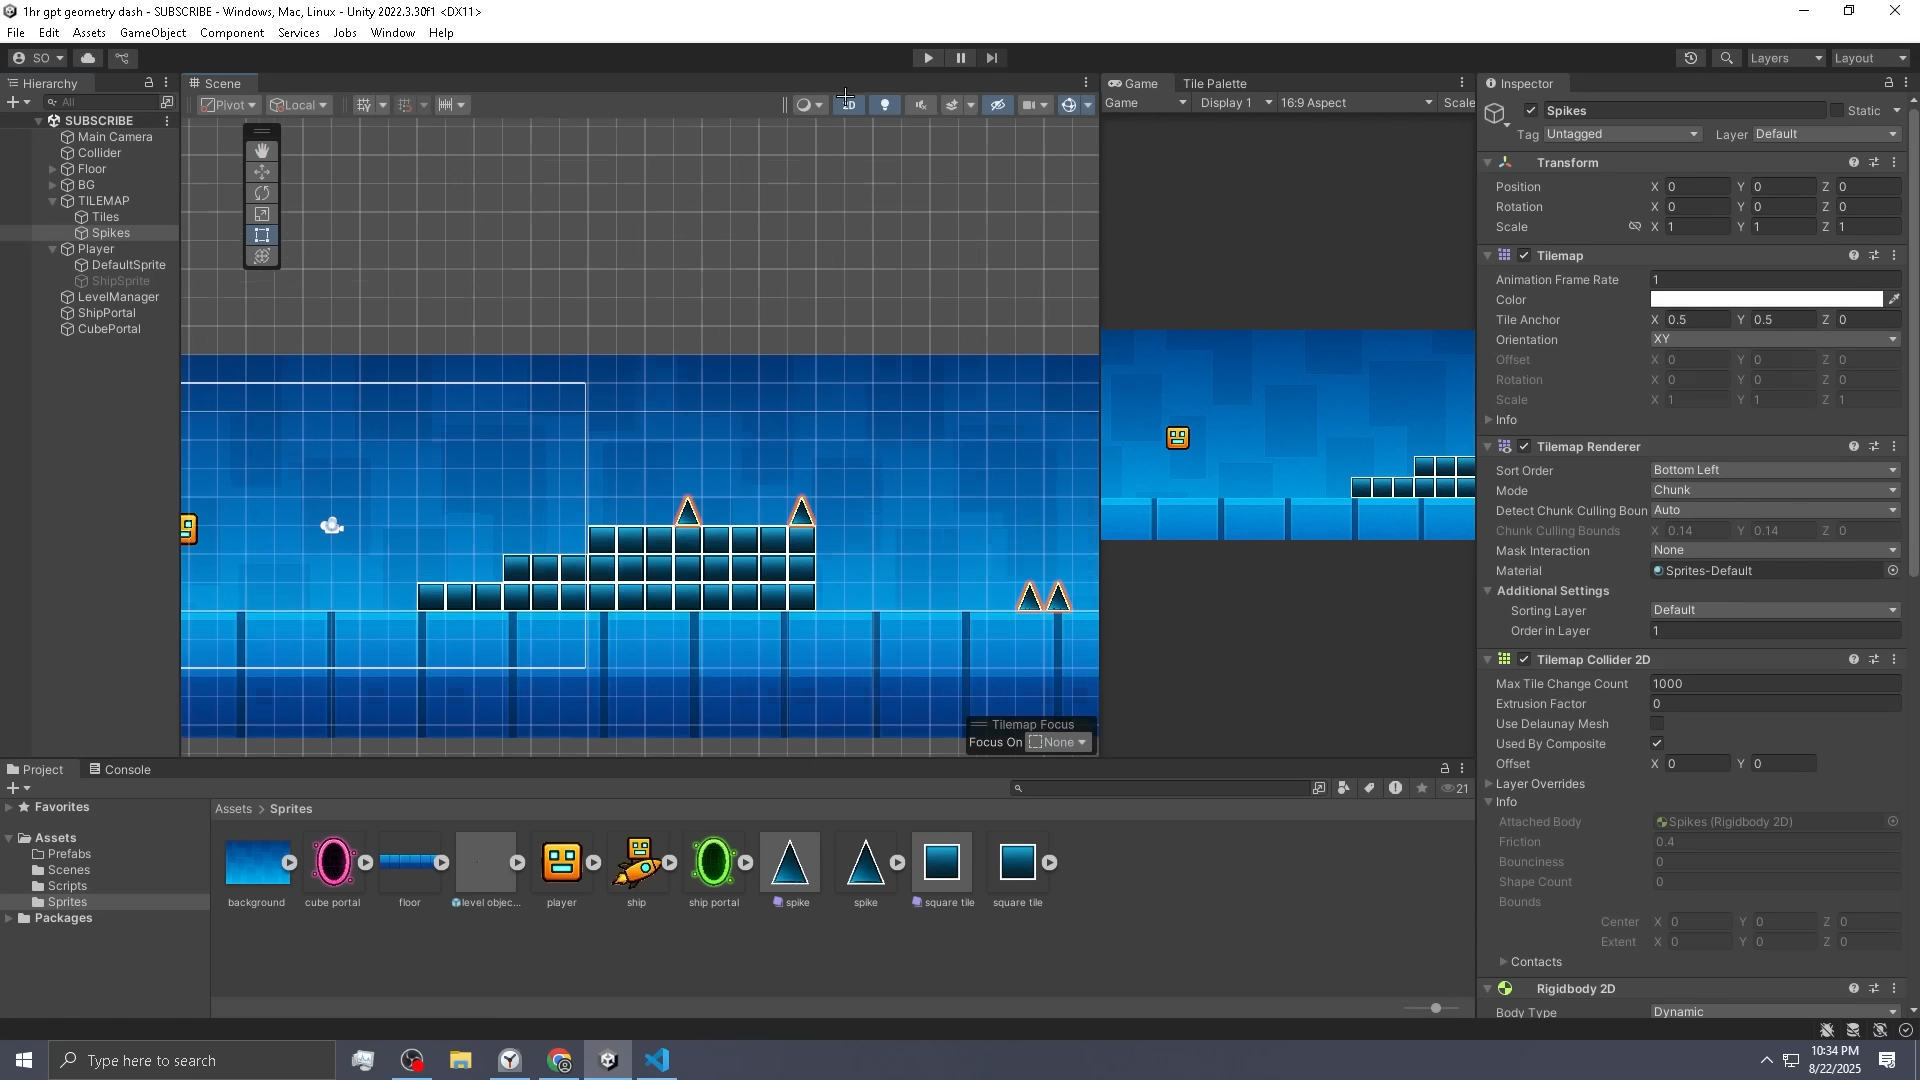 1hr gpt geometry dash - SUBSCRIBE - Windows, Mac, Linux - Unity 2022.3.30f1 <DX11>
File Edit Assets GameObject Component Services Jobs Window Help
SO
Layers Layout
Hierarchy
All
SUBSCRIBE
Main Camera
Collider
Floor
BG
TILEMAP
Tiles
Spikes
Player
DefaultSprite
ShipSprite
LevelManager
ShipPortal
CubePortal
Scene
Pivot Local 2D
Tilemap Focus
Focus On None
Game Tile Palette
Game Display 1 16:9 Aspect Scale
Inspector
Spikes Static
Tag Untagged Layer Default
Transform
Position X 0 Y 0 Z 0
Rotation X 0 Y 0 Z 0
Scale X 1 Y 1 Z 1
Tilemap
Animation Frame Rate 1
Color
Tile Anchor X 0.5 Y 0.5 Z 0
Orientation XY
Offset X 0 Y 0 Z 0
Rotation X 0 Y 0 Z 0
Scale X 1 Y 1 Z 1
Info
Tilemap Renderer
Sort Order Bottom Left
Mode Chunk
Detect Chunk Culling Boun Auto
Chunk Culling Bounds X 0.14 Y 0.14 Z 0
Mask Interaction None
Material Sprites-Default
Additional Settings
Sorting Layer Default
Order in Layer 1
Tilemap Collider 2D
Max Tile Change Count 1000
Extrusion Factor 0
Use Delaunay Mesh
Used By Composite
Offset X 0 Y 0
Layer Overrides
Info
Attached Body Spikes (Rigidbody 2D)
Friction 0.4
Bounciness 0
Shape Count 0
Bounds
Center X 0 Y 0 Z 0
Extent X 0 Y 0 Z 0
Contacts
Rigidbody 2D
Body Type Dynamic
Project Console
21
Favorites
Assets
Prefabs
Scenes
Scripts
Sprites
Packages
Assets > Sprites
background cube portal floor level objec... player ship ship portal spike spike square tile square tile
Type here to search
10:34 PM
8/22/2025